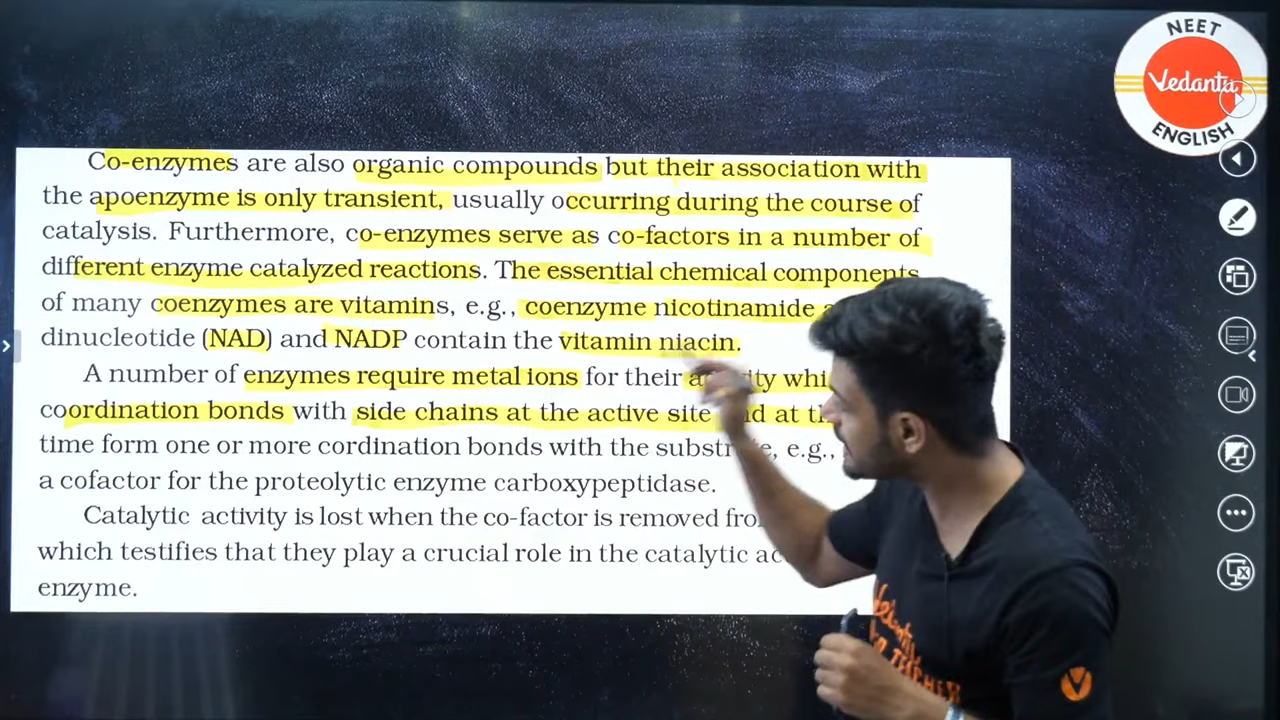 NEET
Vedantu
ENGLISH
Co-enzymes are also organic compounds but their association with
the apoenzyme is only transient, usually occurring during the course of
catalysis. Furthermore, co-enzymes serve as co-factors in a number of
different enzyme catalyzed reactions. The essential chemical components
of many coenzymes are vitamins, e.g., coenzyme nicotinamide
dinucleotide (NAD) and NADP contain the vitamin niacin.
A number of enzymes require metal ions for their
coordination bonds with side chains at the active site
time form one or more cordination bonds with the e.g.,
a cofactor for the proteolytic enzyme carboxypeptidase.
Catalytic activity is lost when the co-factor is removed
which testifies that they play a crucial role in the catalytic
enzyme.
Vedantu